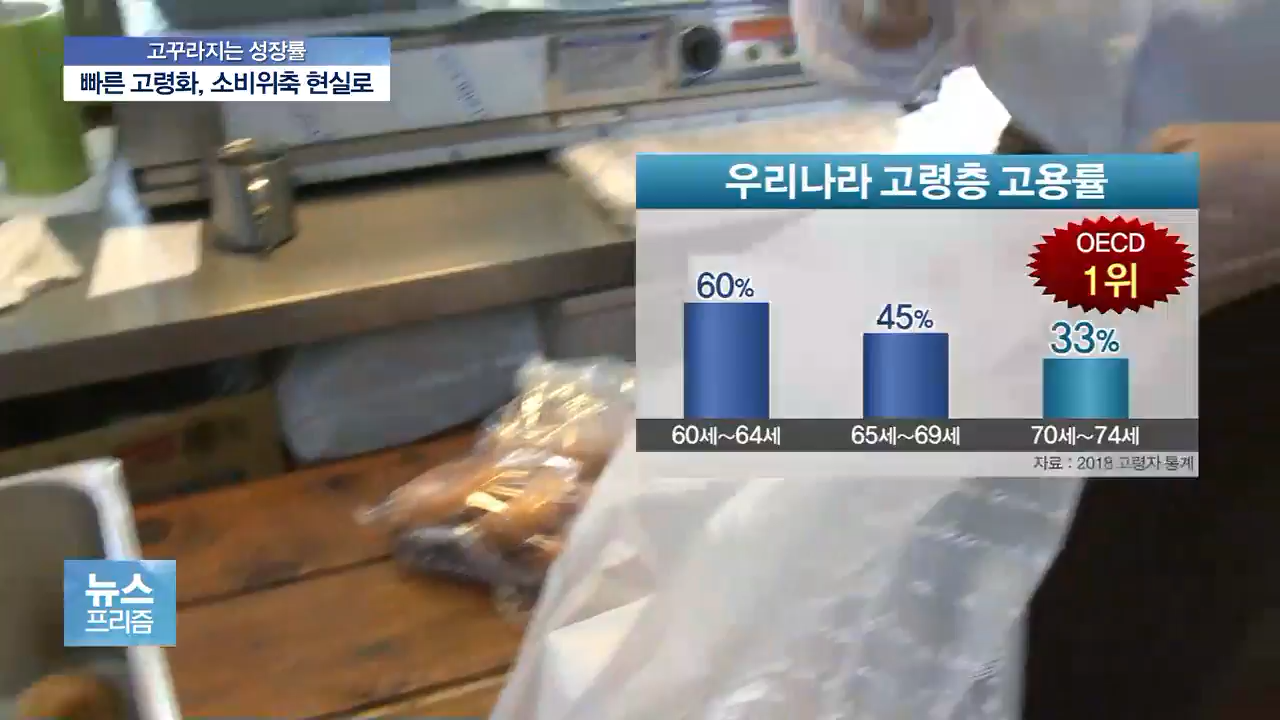 고꾸라지는 성장률
빠른 고령화, 소비위축 현실로
우리나라 고령층 고용률
OECD
1위
60%
45%
33%
60세~64세
65세~69세
70세~74세
자료 : 2018 고령자 통계
뉴스
프리즘